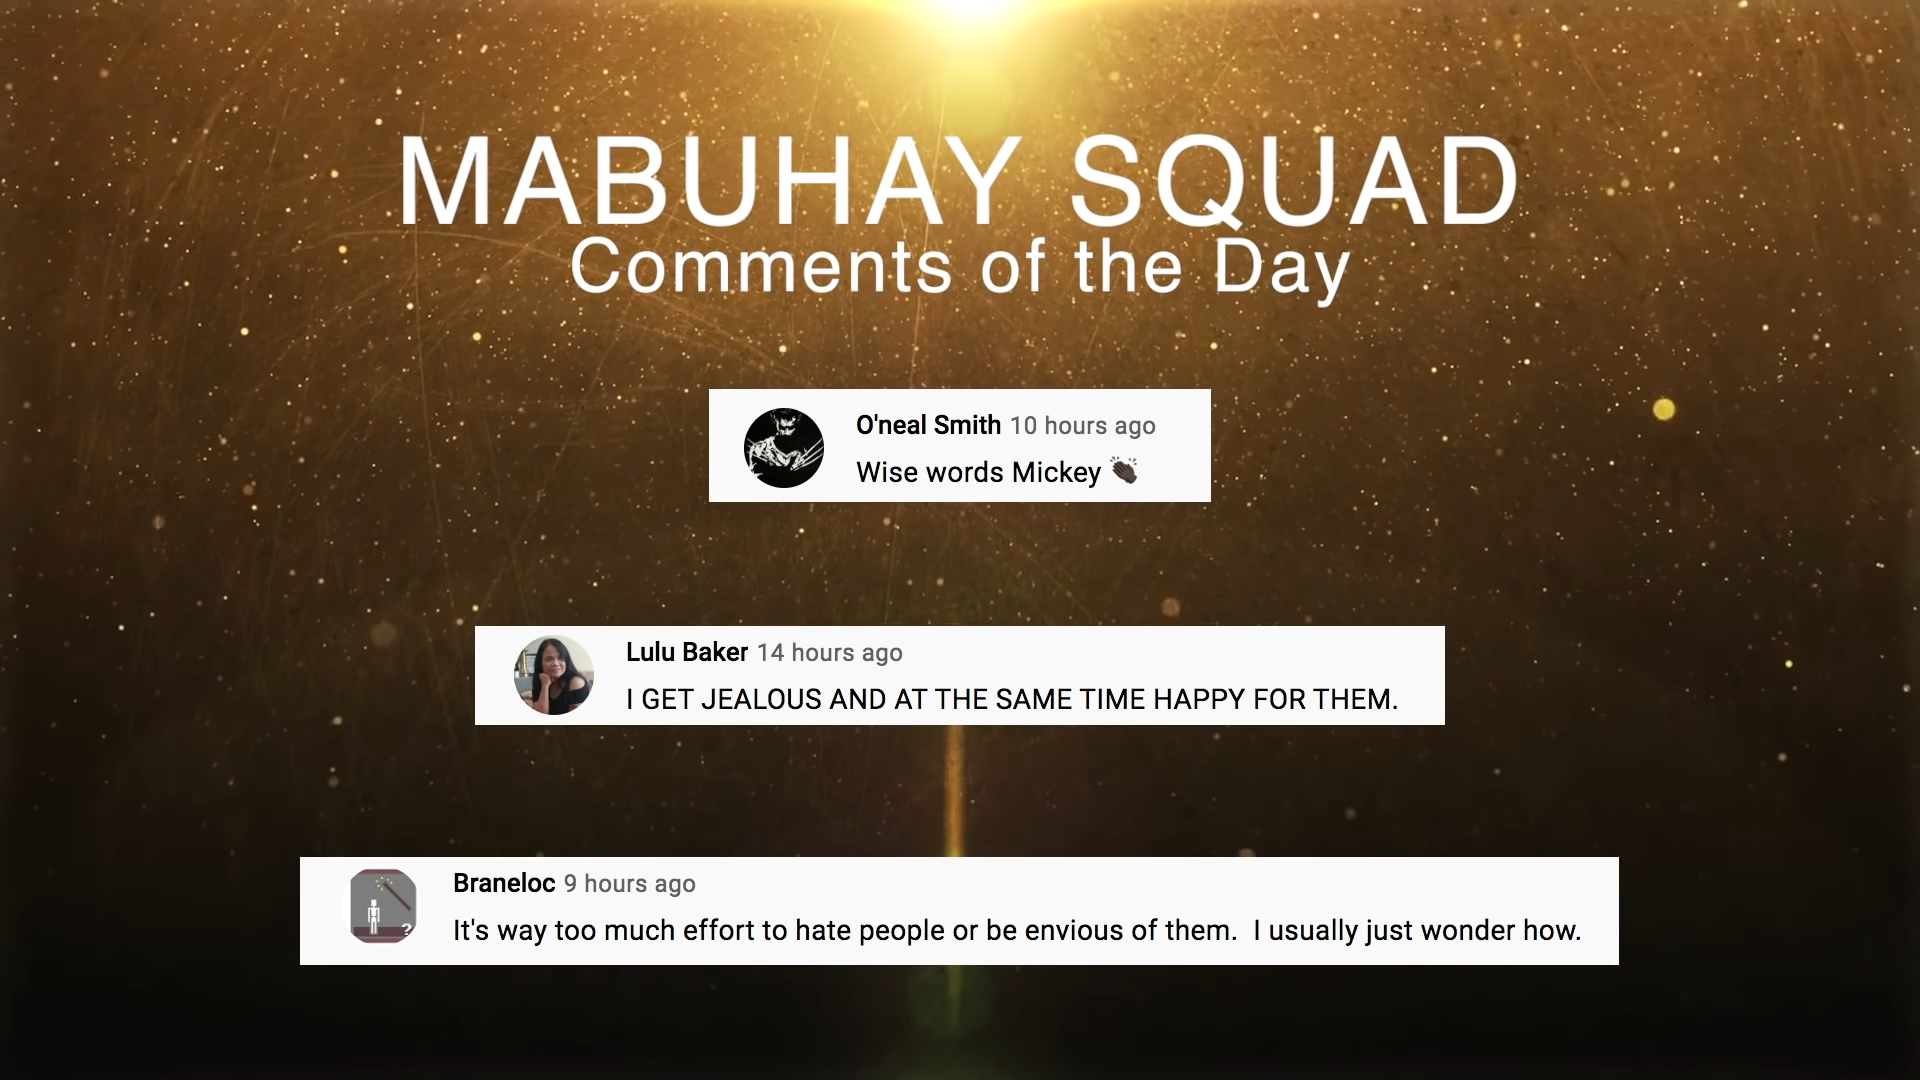 MABUHAY SQUAD
Comments of the Day
O'neal Smith 10 hours ago
Wise words Mickey 👏🏿
Lulu Baker 14 hours ago
I GET JEALOUS AND AT THE SAME TIME HAPPY FOR THEM.
?
Braneloc 9 hours ago
It's way too much effort to hate people or be envious of them.  I usually just wonder how.